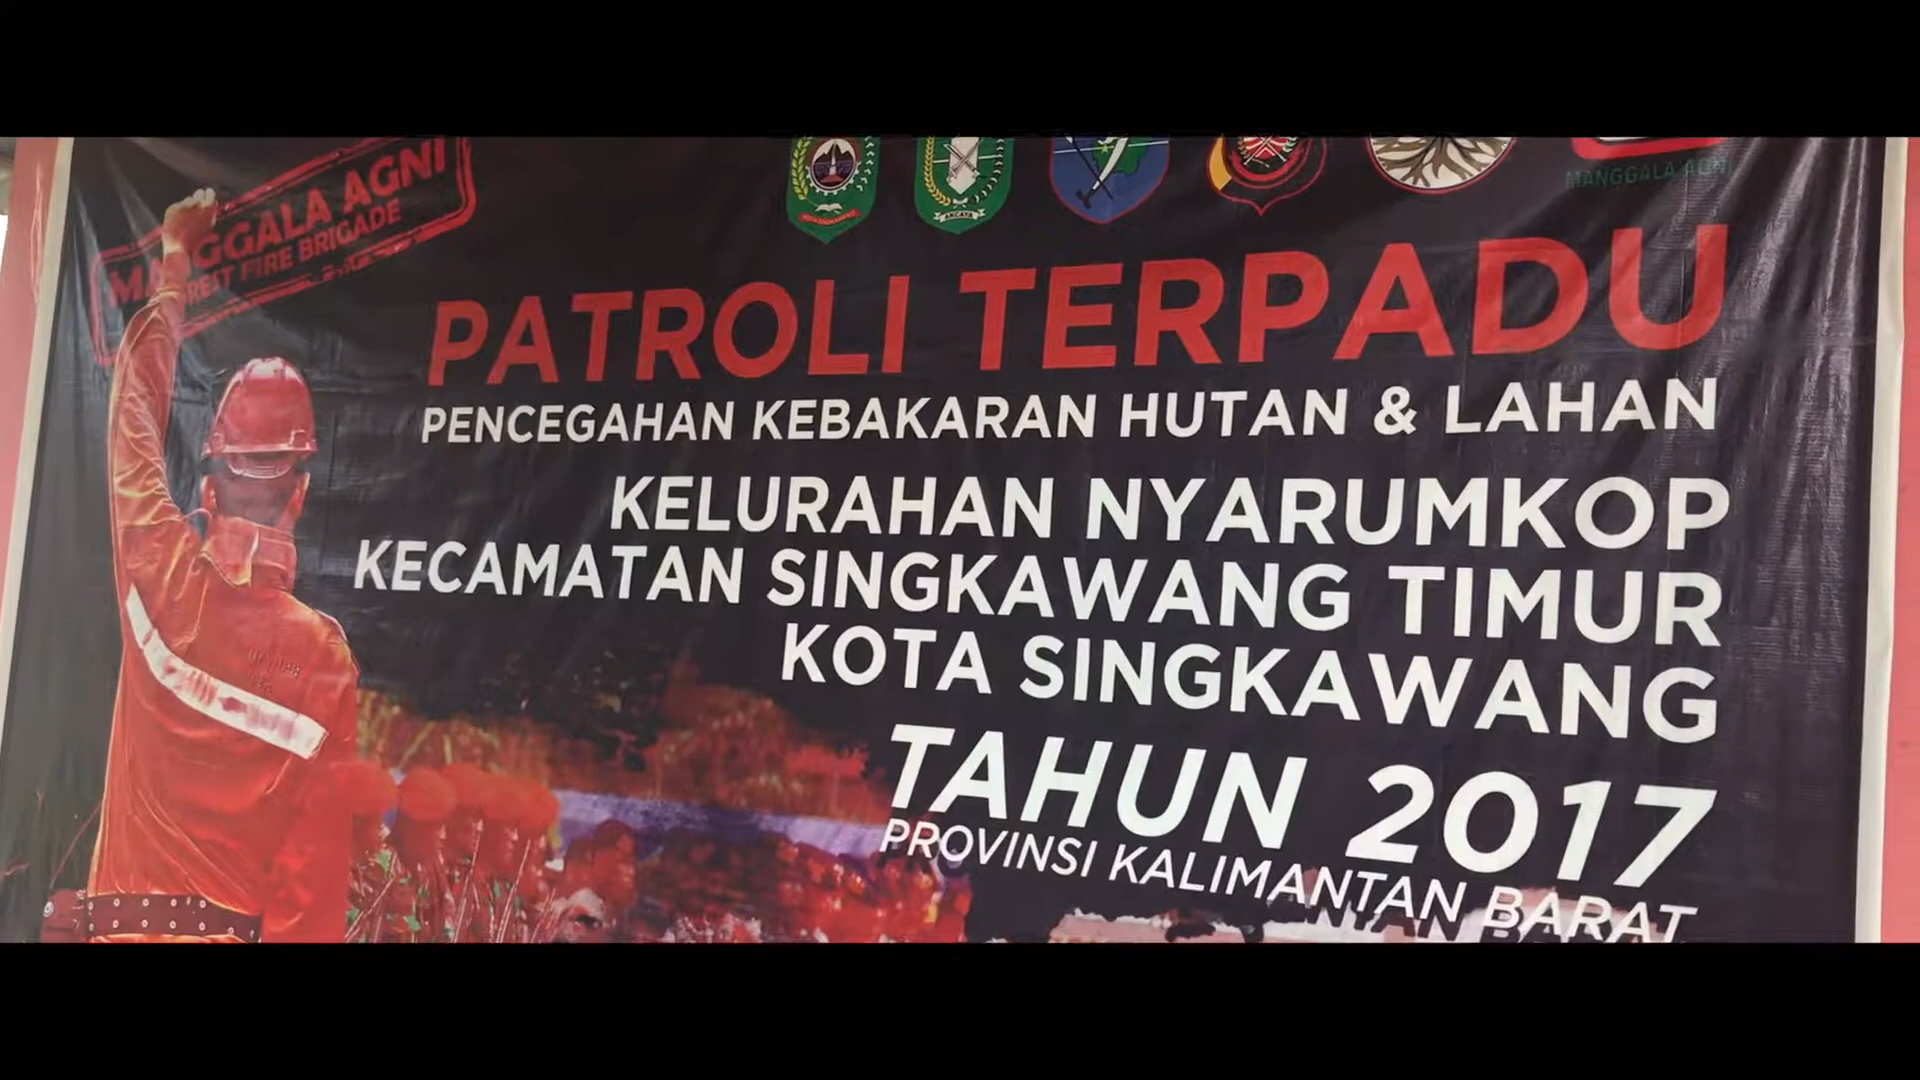 MANGGALA AGNI
FIRE BRIGADE
AKCAYA
MANGGALA AGNI
PATROLI TERPADU
PENCEGAHAN KEBAKARAN HUTAN & LAHAN
KELURAHAN NYARUMKOP
KECAMATAN SINGKAWANG TIMUR
KOTA SINGKAWANG
TAHUN 2017
PROVINSI KALIMANTAN BARAT